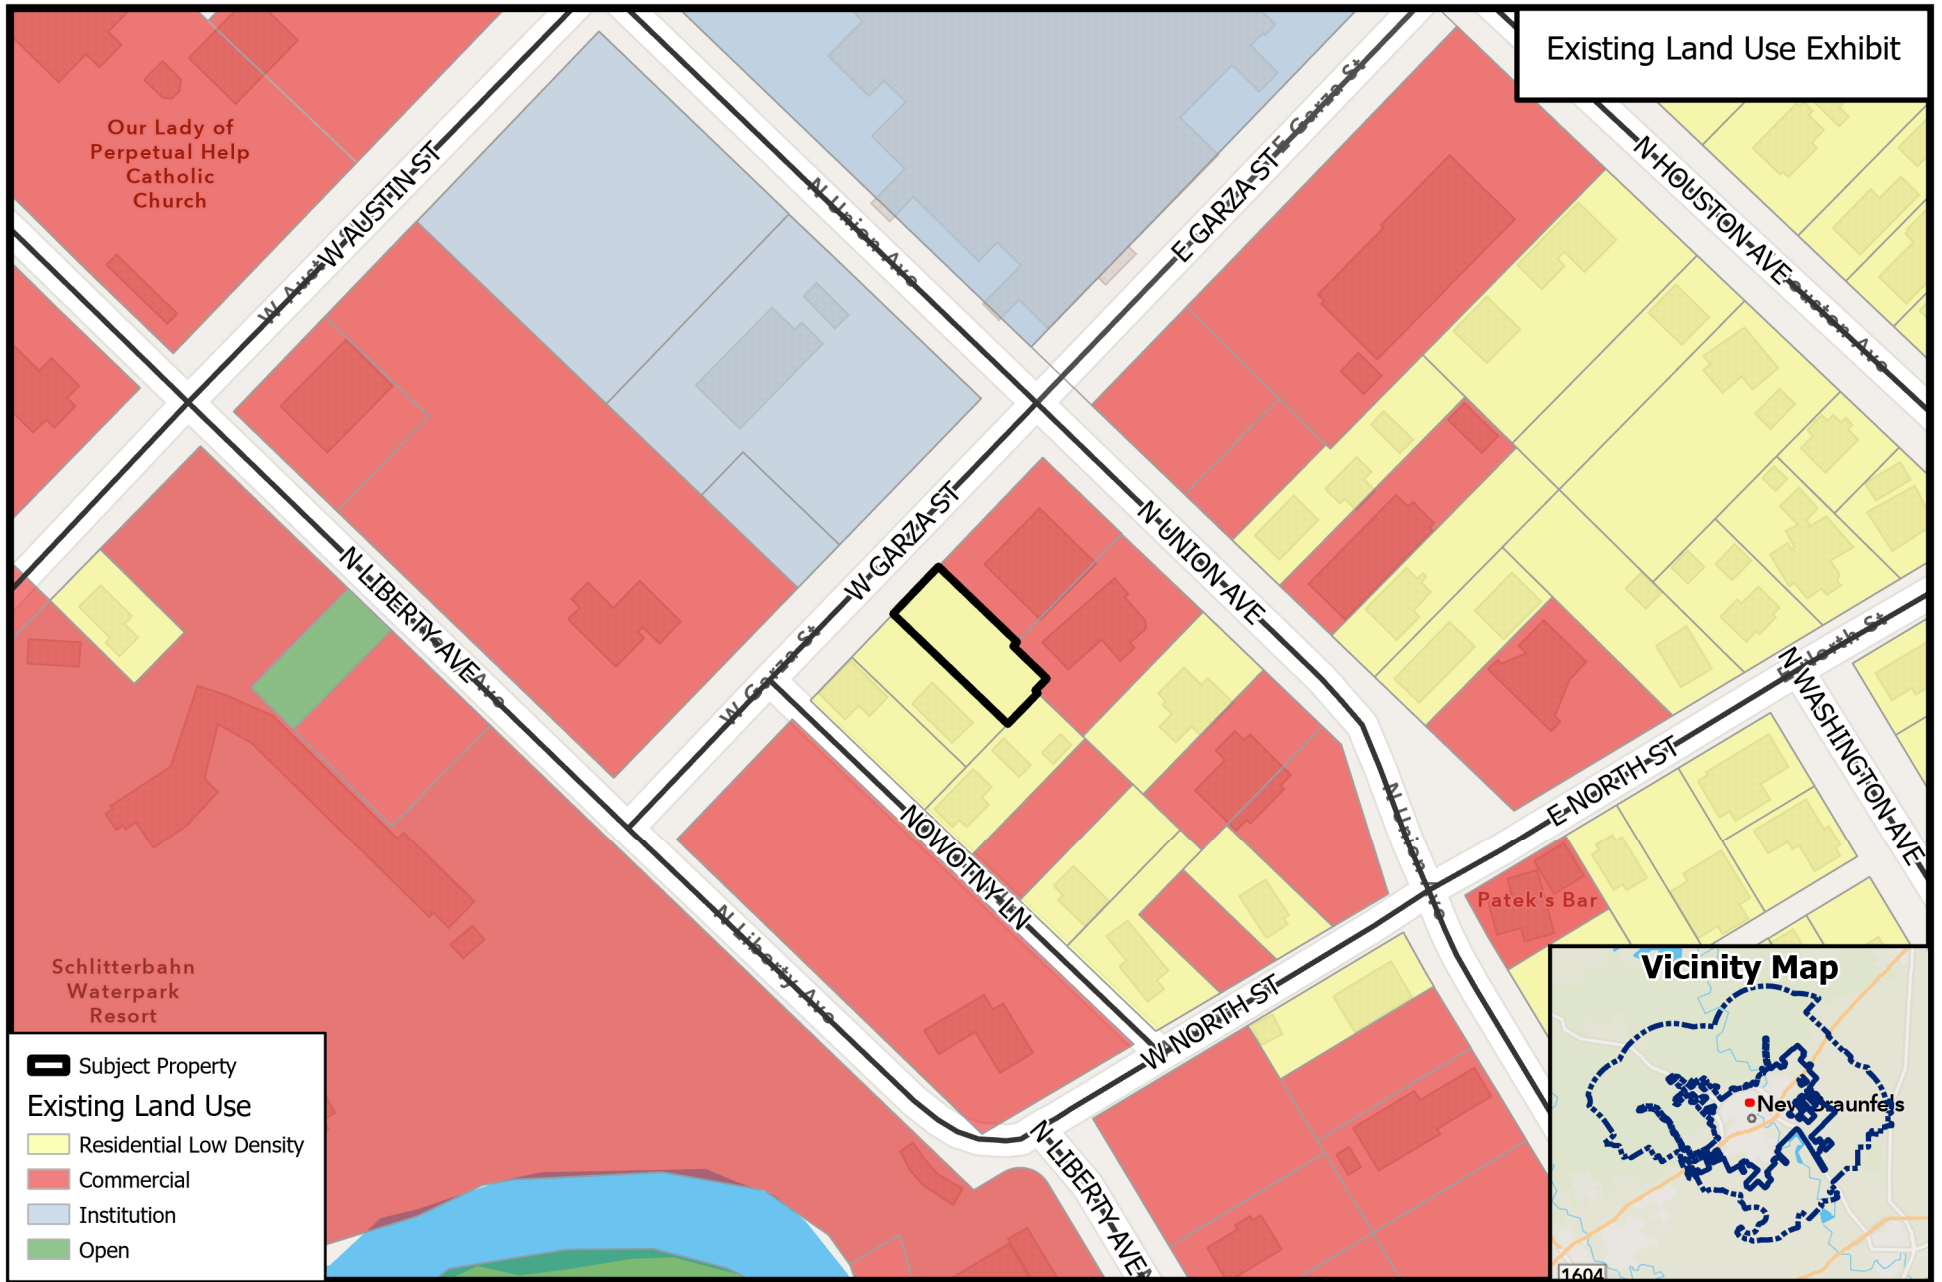 Existing Land Use Exhibit
Our Lady of
Perpetual Help
Catholic
Church
W AUSTIN ST
W Aust
N Union Ave
E GARZA ST
E Garza St
N HOUSTON AVE
ouston Ave
N LIBERTY AVE
Ave
W GARZA ST
W Garza St
N UNION AVE
N Union Ave
NOWOTNY LN
N Liberty Ave
E NORTH ST
E North St
N WASHINGTON AVE
W NORTH ST
N LIBERTY AVE
Patek's Bar
Schlitterbahn
Waterpark
Resort
Subject Property
Existing Land Use
Residential Low Density
Commercial
Institution
Open
Vicinity Map
New Braunfels
1604